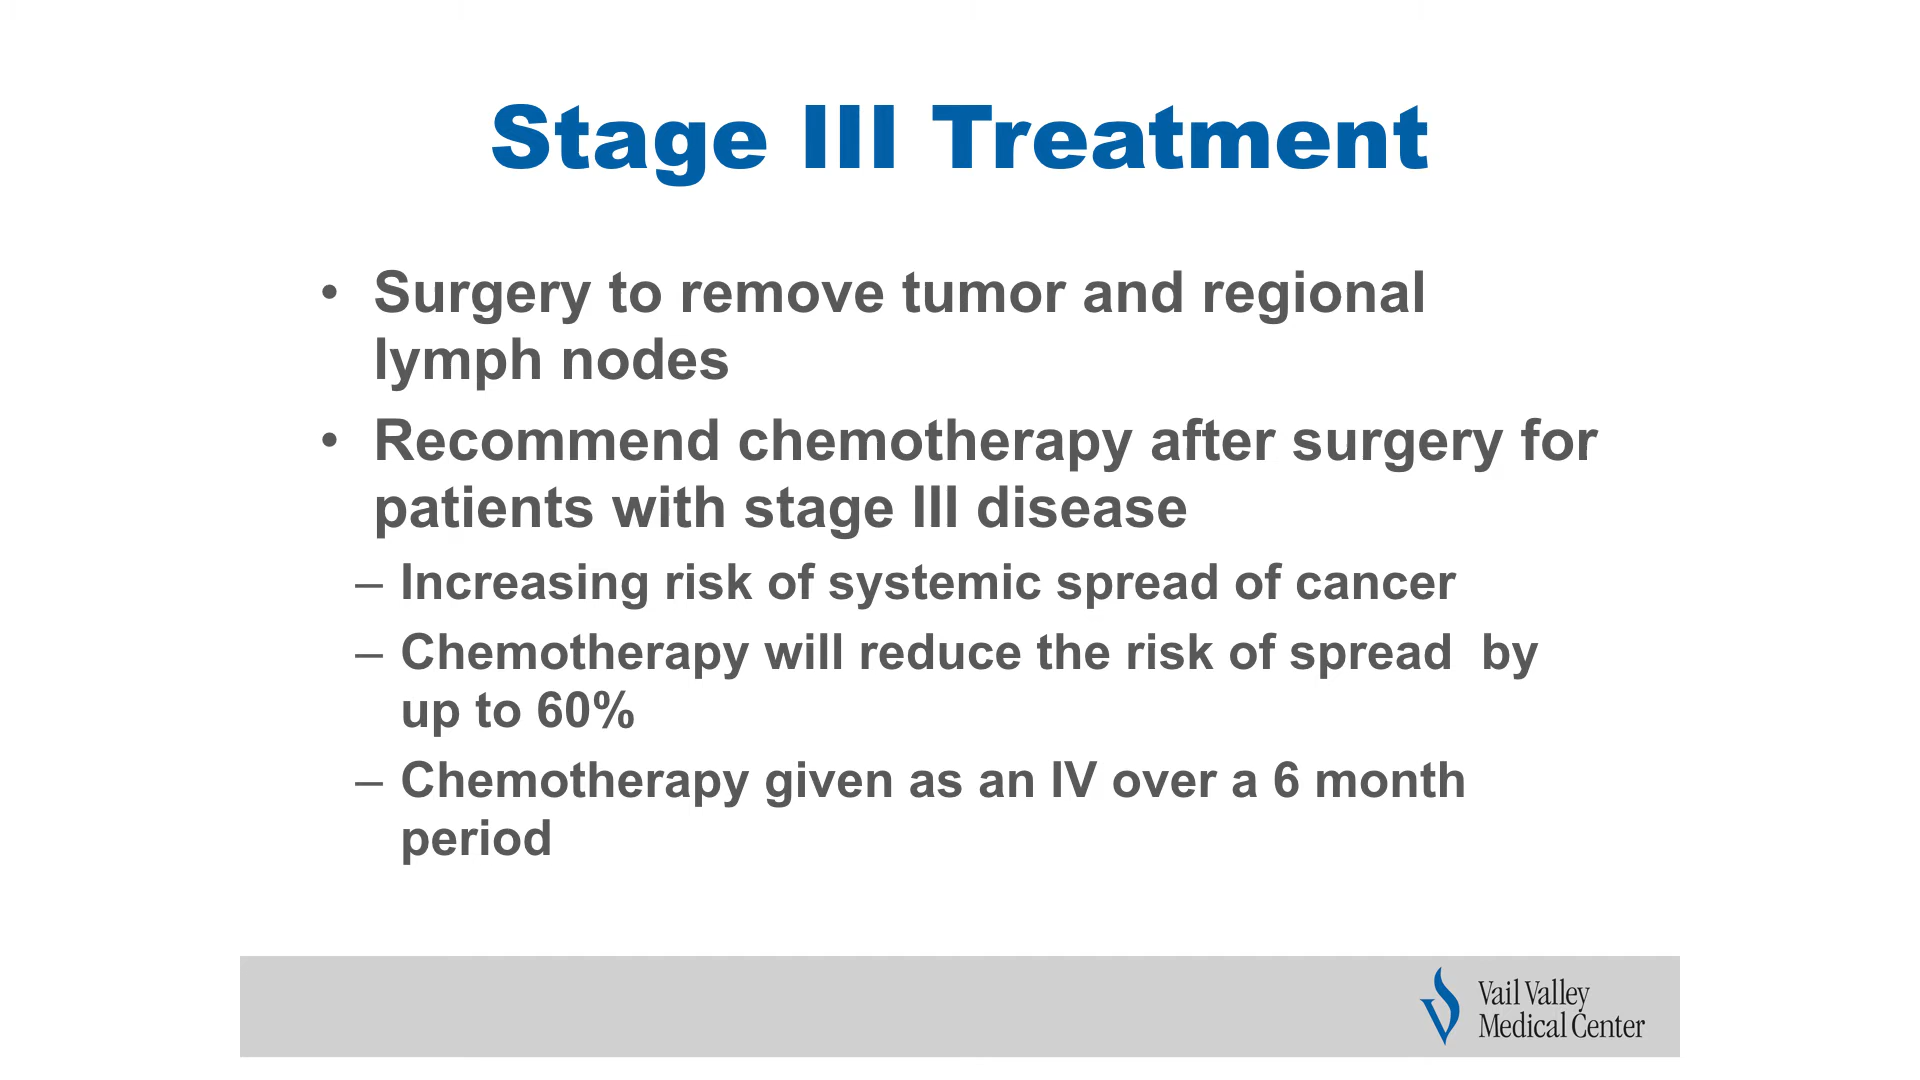 Stage III Treatment
• Surgery to remove tumor and regional
lymph nodes
• Recommend chemotherapy after surgery for
patients with stage III disease
– Increasing risk of systemic spread of cancer
– Chemotherapy will reduce the risk of spread  by
up to 60%
– Chemotherapy given as an IV over a 6 month
period
Vail Valley
Medical Center